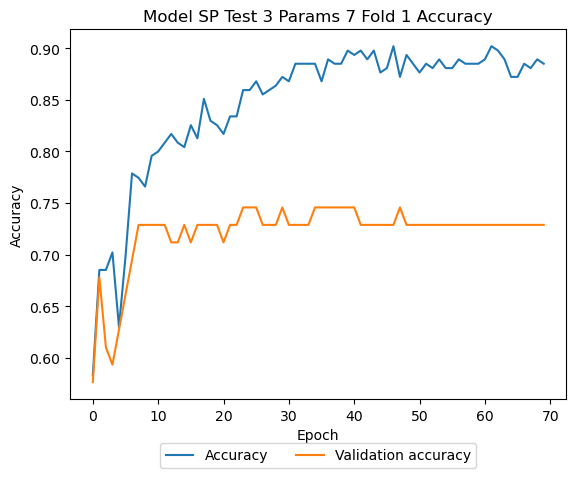 Model SP Test 3 Params 7 Fold 1 Accuracy
0.90
0.85
0.80
0.75
0.70
0.65
0.60
Accuracy
0 10 20 30 40 50 60 70
Epoch
Accuracy Validation accuracy